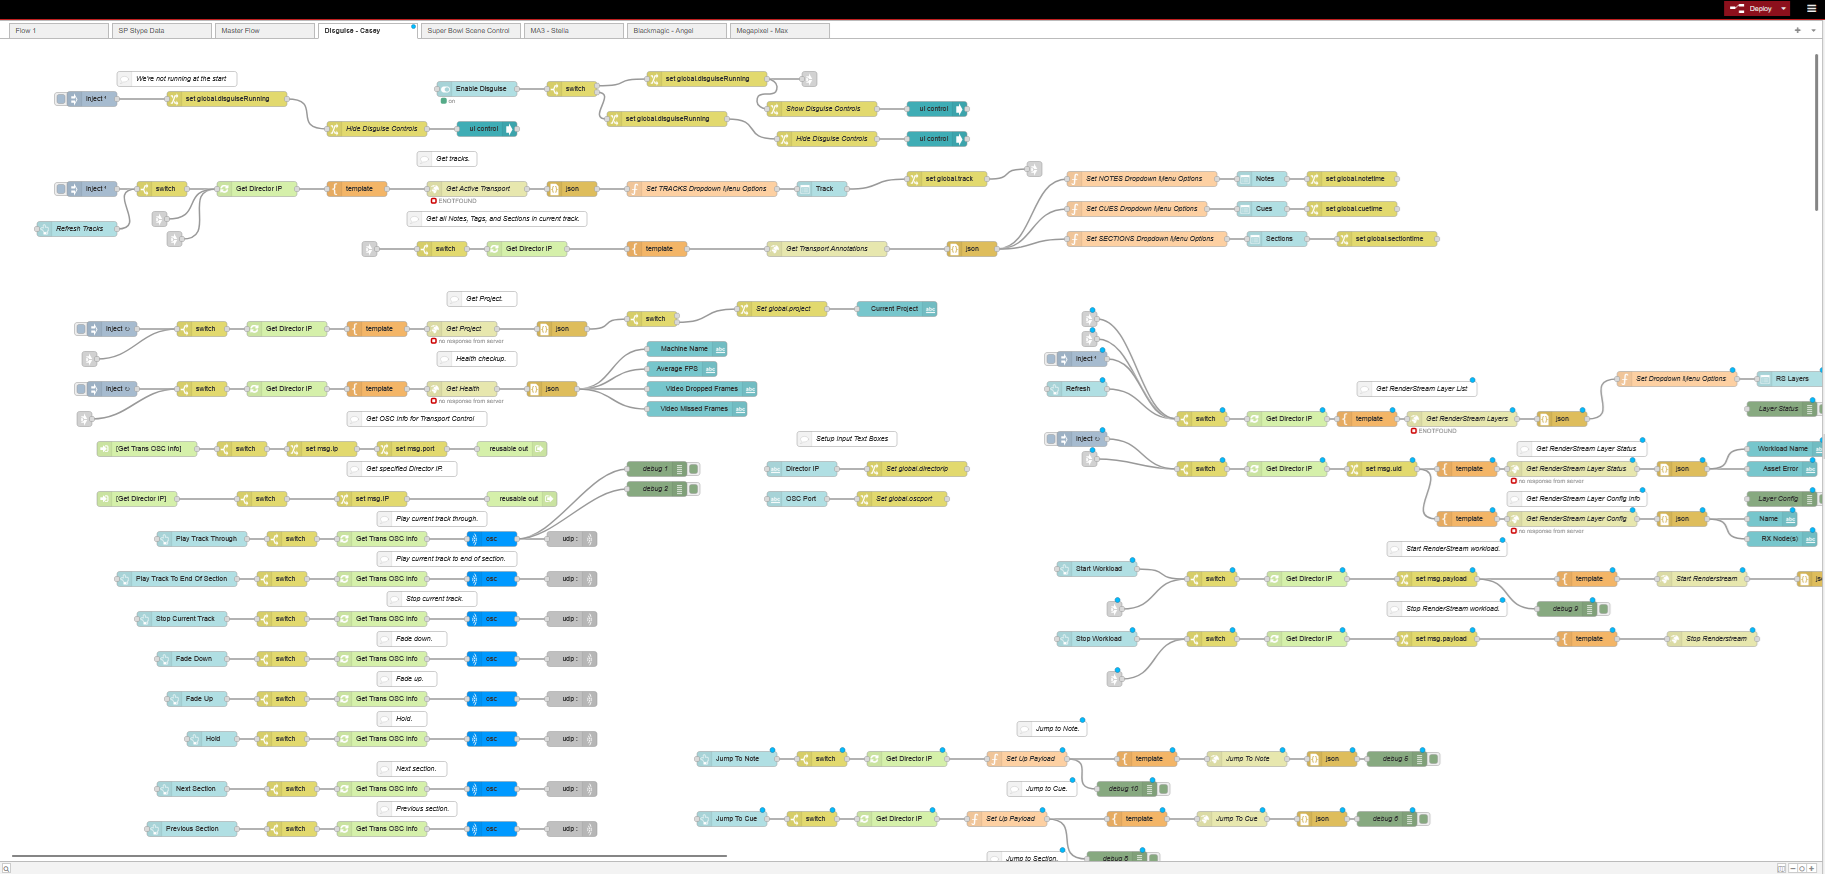 Deploy
Flow 1
SP Stype Data
Master Flow
Disguise - Casey
Super Bowl Scene Control
MA3 - Stella
Blackmagic - Angel
Megapixel - Max
We're not running at the start
Inject ¹
set global.disguiseRunning
Hide Disguise Controls
ui control
Enable Disguise
on
switch
set global.disguiseRunning
set global.disguiseRunning
Show Disguise Controls
ui control
Hide Disguise Controls
ui control
Get tracks.
Inject ¹
switch
Get Director IP
template
Get Active Transport
ENOTFOUND
json
Set TRACKS Dropdown Menu Options
Track
set global.track
Refresh Tracks
Get all Notes, Tags, and Sections in current track.
switch
Get Director IP
template
Get Transport Annotations
json
Set NOTES Dropdown Menu Options
Notes
set global.notetime
Set CUES Dropdown Menu Options
Cues
set global.cuetime
Set SECTIONS Dropdown Menu Options
Sections
set global.sectiontime
Get Project.
Inject ↻
switch
Get Director IP
template
Get Project
no response from server
json
switch
Set global.project
Current Project
abc
Health checkup.
Inject ↻
switch
Get Director IP
template
Get Health
no response from server
json
Machine Name
abc
Average FPS
abc
Video Dropped Frames
abc
Video Missed Frames
abc
Get OSC Info for Transport Control
[Get Trans OSC Info]
switch
set msg.ip
set msg.port
reusable out
Get specified Director IP.
[Get Director IP]
switch
set msg.IP
reusable out
debug 1
debug 2
Setup Input Text Boxes
abc
Director IP
Set global.directorip
abc
OSC Port
Set global.oscport
Play current track through.
Play Track Through
switch
Get Trans OSC Info
osc
udp :
Play current track to end of section.
Play Track To End Of Section
switch
Get Trans OSC Info
osc
udp :
Stop current track.
Stop Current Track
switch
Get Trans OSC Info
osc
udp :
Fade down.
Fade Down
switch
Get Trans OSC Info
osc
udp :
Fade up.
Fade Up
switch
Get Trans OSC Info
osc
udp :
Hold.
Hold
switch
Get Trans OSC Info
osc
udp :
Next section.
Next Section
switch
Get Trans OSC Info
osc
udp :
Previous section.
Previous Section
switch
Get Trans OSC Info
osc
udp :
Inject ¹
Refresh
Get RenderStream Layer List
switch
Get Director IP
template
Get RenderStream Layers
ENOTFOUND
json
Set Dropdown Menu Options
RS Layers
Layer Status
Inject ↻
Get RenderStream Layer Status
switch
Get Director IP
set msg.uid
template
Get RenderStream Layer Status
no response from server
json
Workload Name
abc
Asset Error
abc
Get RenderStream Layer Config Info
Layer Config
template
Get RenderStream Layer Config
no response from server
json
Name
abc
RX Node(s)
abc
Start RenderStream workload.
Start Workload
switch
Get Director IP
set msg.payload
template
Start Renderstream
debug 9
Stop RenderStream workload.
Stop Workload
switch
Get Director IP
set msg.payload
template
Stop Renderstream
Jump to Note.
Jump To Note
switch
Get Director IP
Set Up Payload
template
Jump To Note
json
debug 6
Jump to Cue.
debug 10
Jump To Cue
switch
Get Director IP
Set Up Payload
template
Jump To Cue
json
Jump to Section.